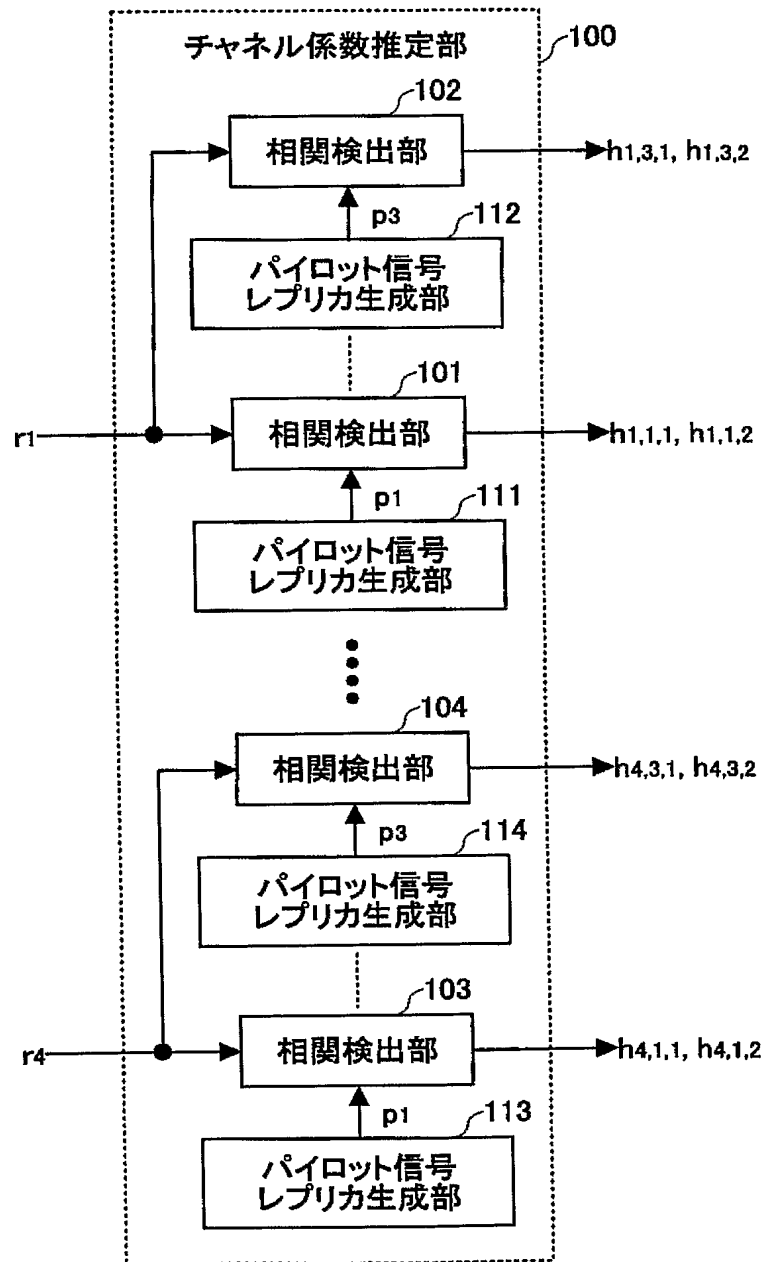 チャネル係数推定部
100
102
相関検出部
h1,3,1, h1,3,2
p3
112
パイロット信号
レプリカ生成部
101
r1
相関検出部
h1,1,1, h1,1,2
p1
111
パイロット信号
レプリカ生成部
104
相関検出部
h4,3,1, h4,3,2
p3
114
パイロット信号
レプリカ生成部
103
r4
相関検出部
h4,1,1, h4,1,2
p1
113
パイロット信号
レプリカ生成部